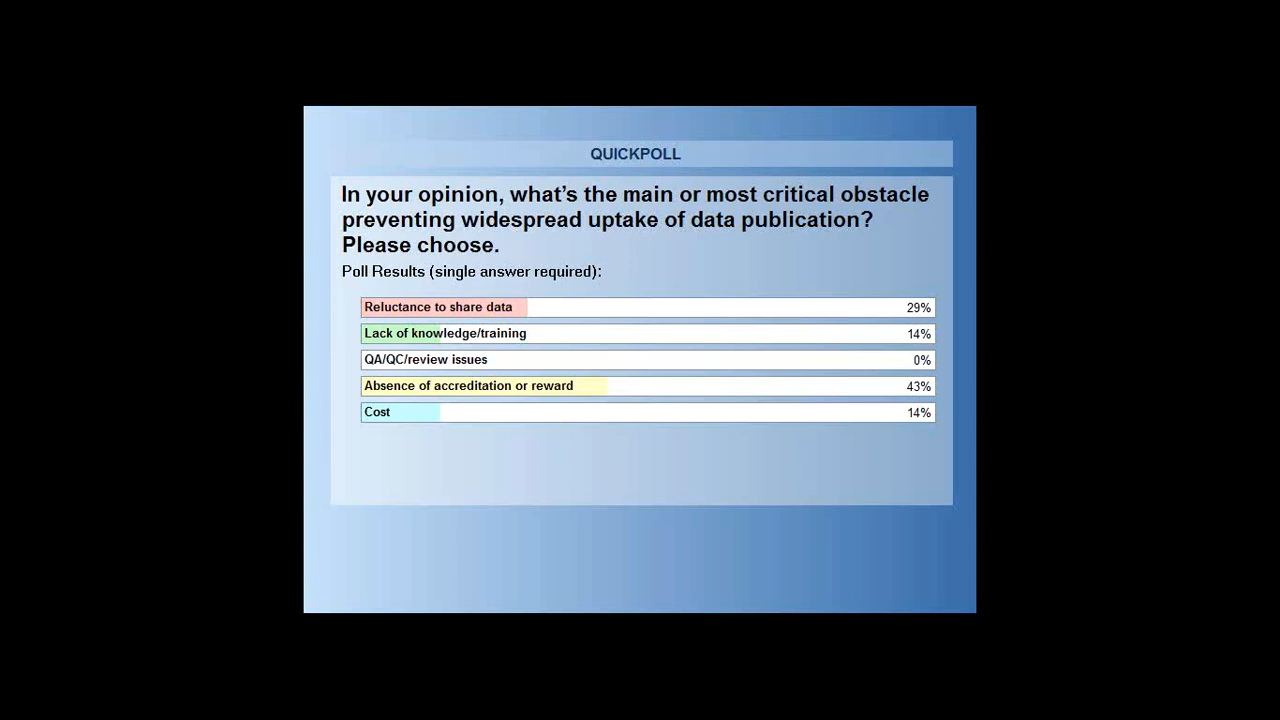 QUICKPOLL
In your opinion, what’s the main or most critical obstacle
preventing widespread uptake of data publication?
Please choose.
Poll Results (single answer required):
Reluctance to share data 29%
Lack of knowledge/training 14%
QA/QC/review issues 0%
Absence of accreditation or reward 43%
Cost 14%